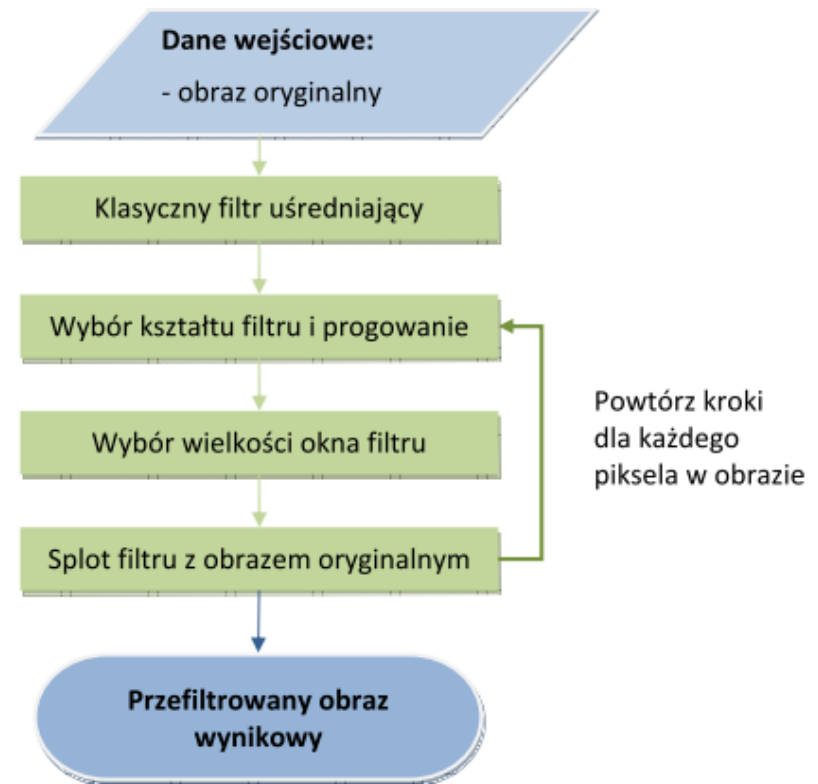 Dane wejściowe:
- obraz oryginalny
Klasyczny filtr uśredniający
Wybór kształtu filtru i progowanie
Wybór wielkości okna filtru
Splot filtru z obrazem oryginalnym
Powtórz kroki
dla każdego
piksela w obrazie
Przefiltrowany obraz
wynikowy